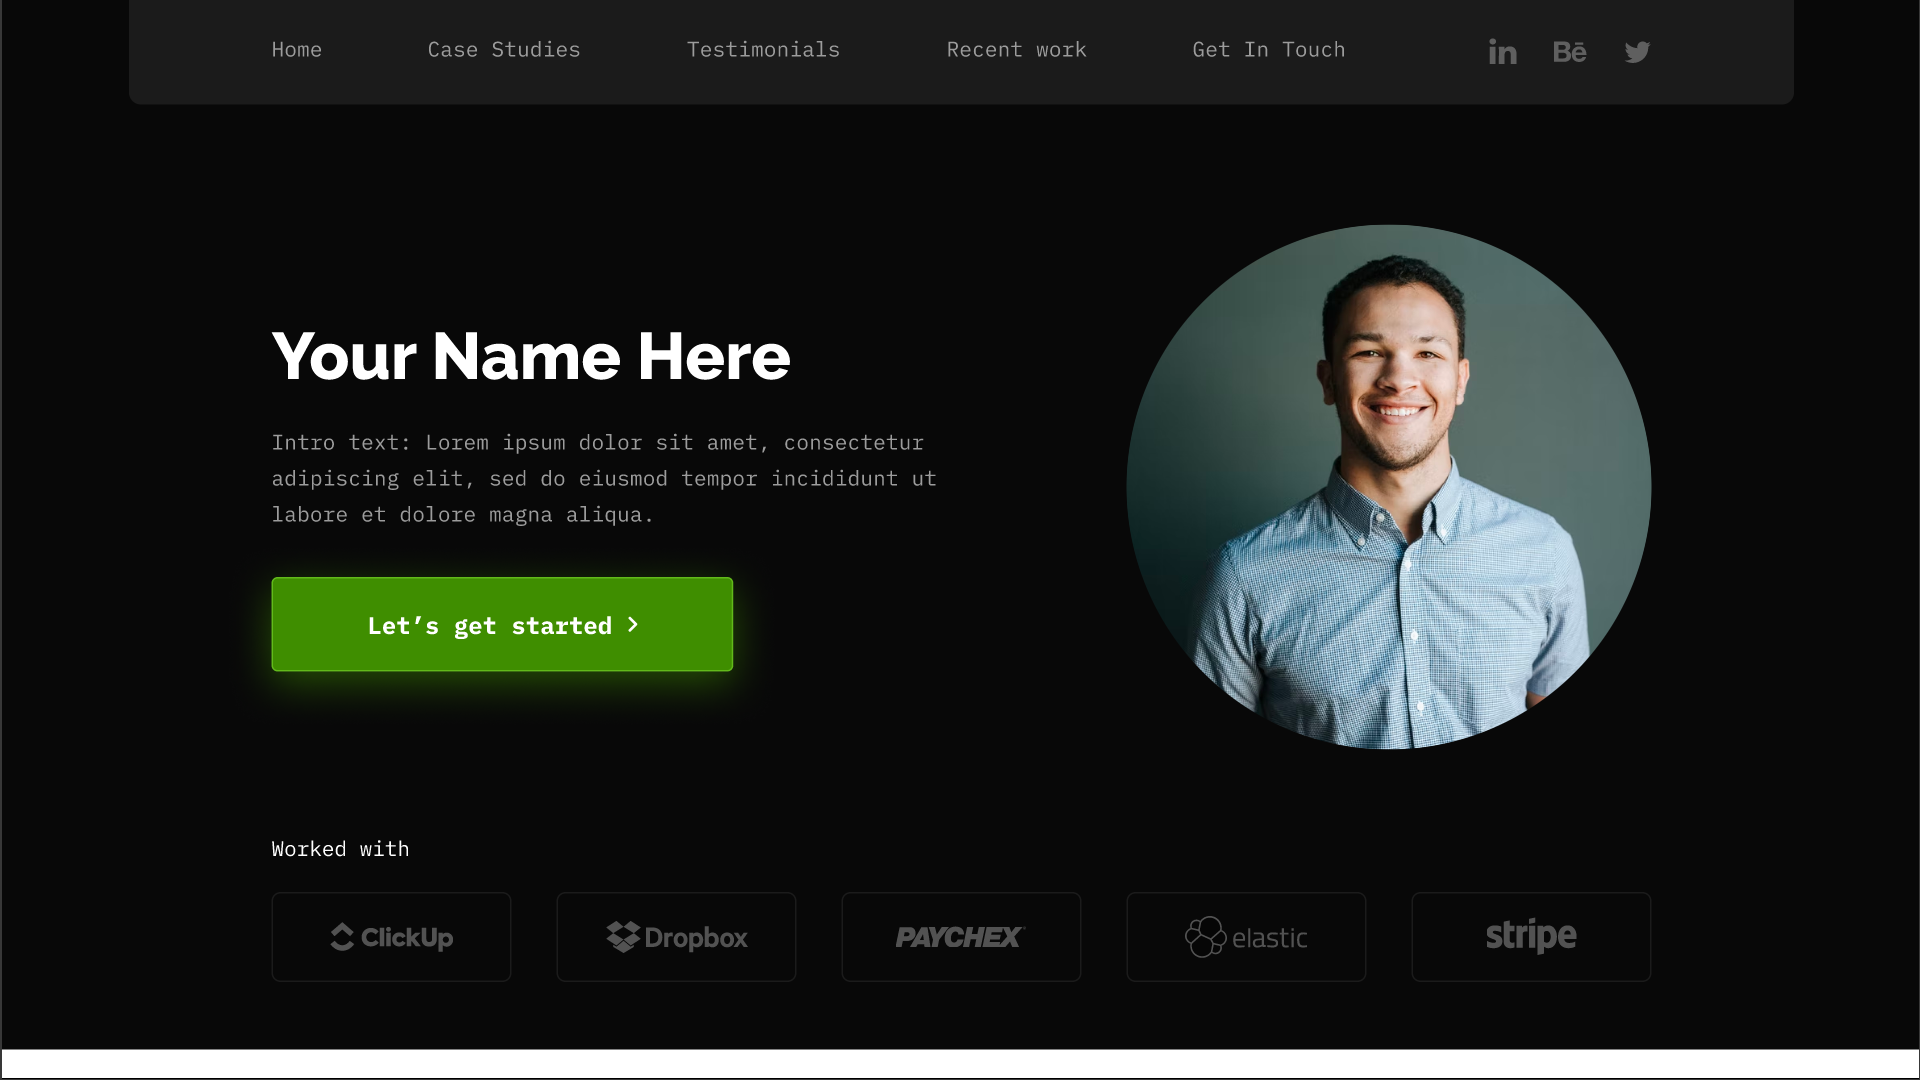 Home
Case Studies
Testimonials
Recent work
Get In Touch
in
Bē
Your Name Here
Intro text: Lorem ipsum dolor sit amet, consectetur
adipiscing elit, sed do eiusmod tempor incididunt ut
labore et dolore magna aliqua.
Let’s get started
Worked with
ClickUp
Dropbox
PAYCHEX
elastic
stripe